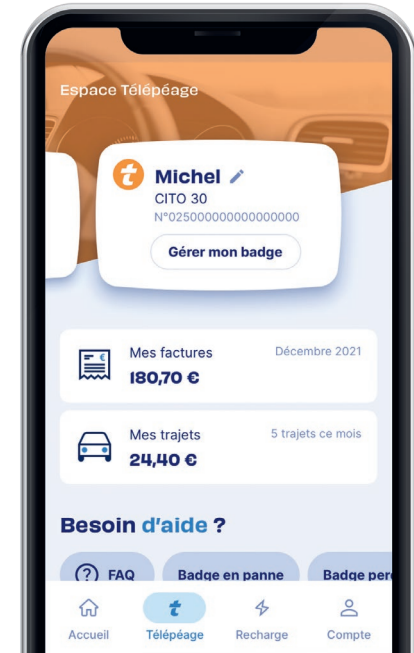 Espace Télépéage
Michel
CITO 30
N°025000000000000000
Gérer mon badge
Mes factures
Décembre 2021
180,70 €
Mes trajets
5 trajets ce mois
24,40 €
Besoin d'aide ?
FAQ
Badge en panne
Badge per
Accueil
Télépéage
Recharge
Compte